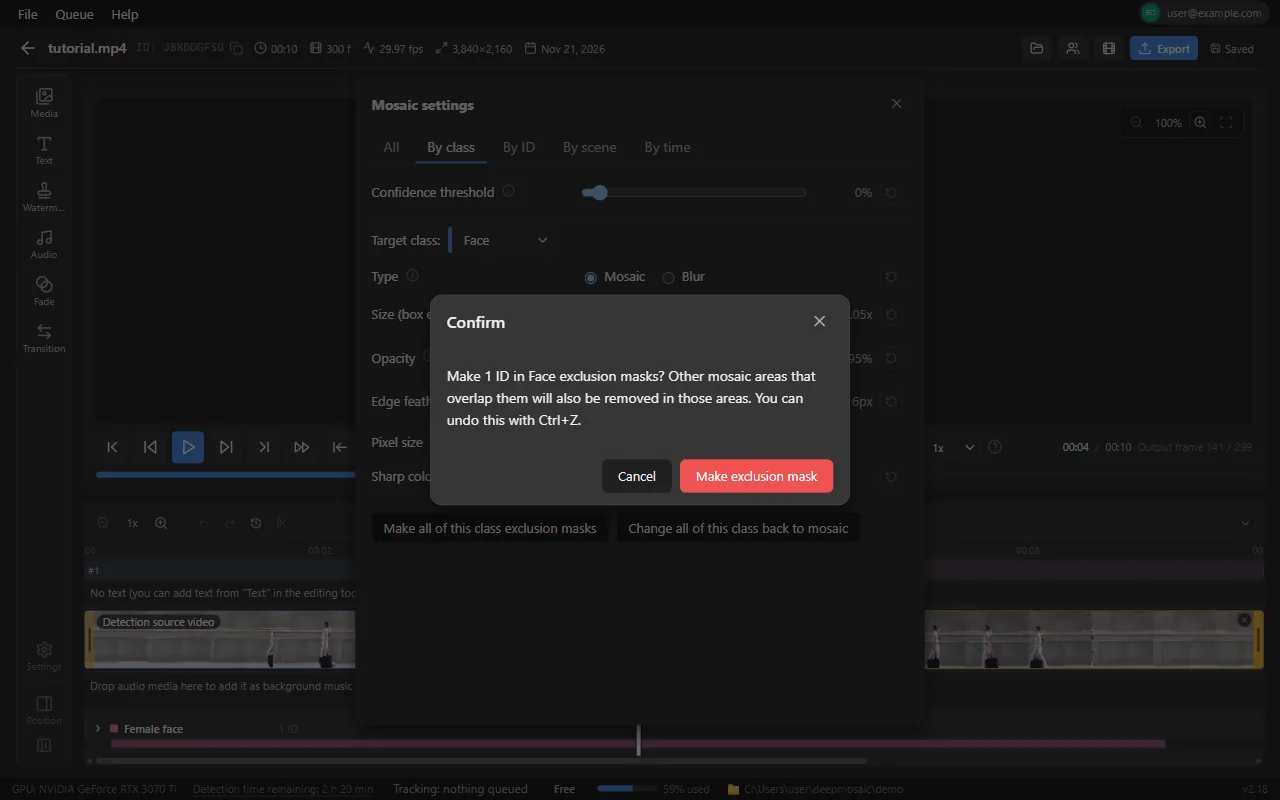 File Queue Help user@example.com
tutorial.mp4 ID: J8KDDGFSU 00:10 300 f 29.97 fps 3,840×2,160 Nov 21, 2026 Export Saved
Media
Text
Waterm...
Audio
Fade
Transition
Settings
Position
Mosaic settings
All By class By ID By scene By time
Confidence threshold 0%
Target class: Face
Type Mosaic Blur
Size (box
Opacity 95%
Edge 6px
Pixel size
Sharp
100%
Confirm
Make 1 ID in Face exclusion masks? Other mosaic areas that
overlap them will also be removed in those areas. You can
undo this with Ctrl+Z.
Cancel Make exclusion mask
1x 00:04 / 00:10 Output frame 141 / 299
Make all of this class exclusion masks Change all of this class back to mosaic
1x
00:02 00:08
#1
No text (you can add text from "Text" in the editing
Detection source video
Drop audio media here to add it as background music
Female face 1 ID
GPU: NVIDIA GeForce RTX 3070 Ti Detection time remaining: 2 h 20 min Tracking: nothing queued Free 59% used C:\Users\user\deepmosaic\demo v2.18